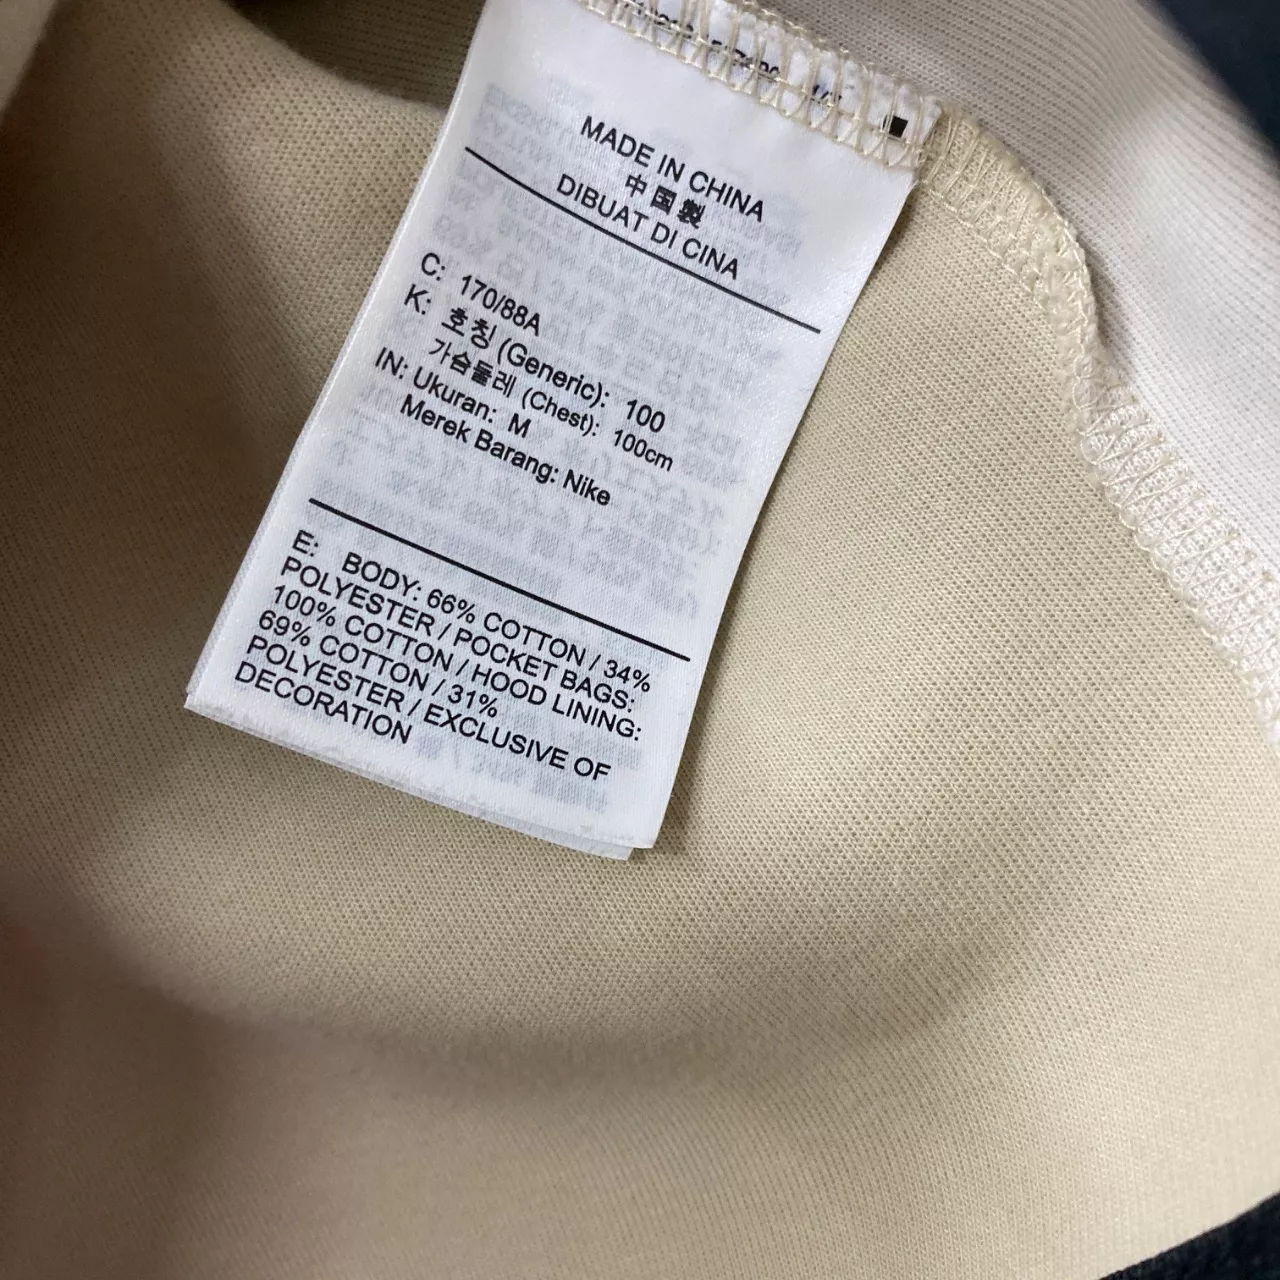 MADE IN CHINA
中国製
DIBUAT DI CINA
C: 170/88A
K: 호칭 (Generic): 100
가슴둘레 (Chest): 100cm
IN: Ukuran: M
Merek Barang: Nike
E: BODY: 66% COTTON / 34%
POLYESTER / POCKET BAGS:
100% COTTON / HOOD LINING:
69% COTTON / 31%
POLYESTER / EXCLUSIVE OF
DECORATION